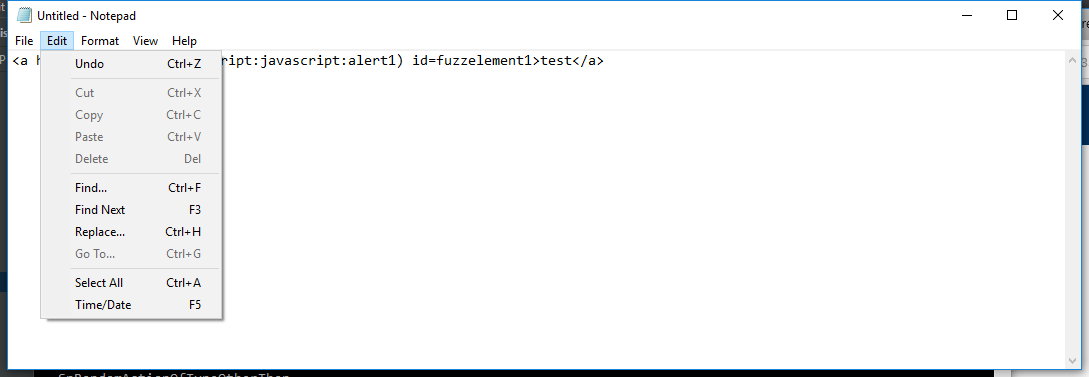 Untitled - Notepad
File Edit Format View Help
<a h ript:javascript:alert1) id=fuzzelement1>test</a>
Undo Ctrl+Z
Cut Ctrl+X
Copy Ctrl+C
Paste Ctrl+V
Delete Del
Find... Ctrl+F
Find Next F3
Replace... Ctrl+H
Go To... Ctrl+G
Select All Ctrl+A
Time/Date F5